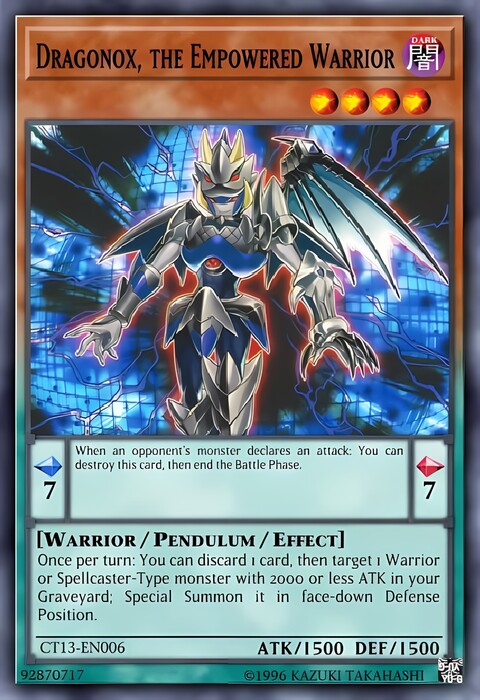 Dragonox, the Empowered Warrior
DARK
闇
When an opponent's monster declares an attack: You can
destroy this card, then end the Battle Phase.
7
7
[Warrior / Pendulum / Effect]
Once per turn: You can discard 1 card, then target 1 Warrior
or Spellcaster-Type monster with 2000 or less ATK in your
Graveyard; Special Summon it in face-down Defense
Position.
CT13-EN006
ATK/1500 DEF/1500
92870717
©1996 KAZUKI TAKAHASHI